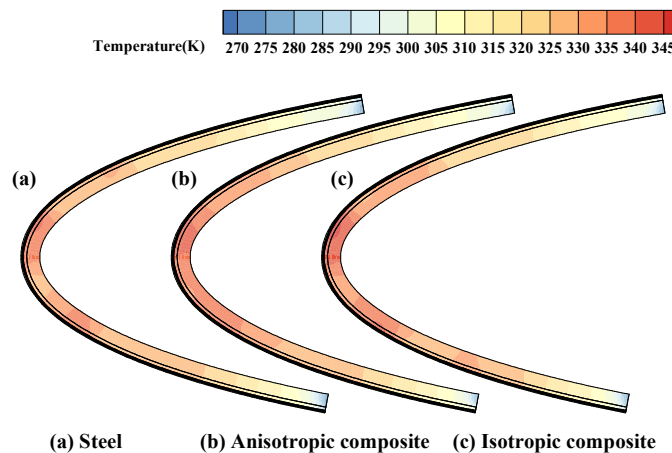 Temperature(K)
270 275 280 285 290 295 300 305 310 315 320 325 330 335 340 345
(a)
(b)
(c)
(a) Steel
(b) Anisotropic composite
(c) Isotropic composite